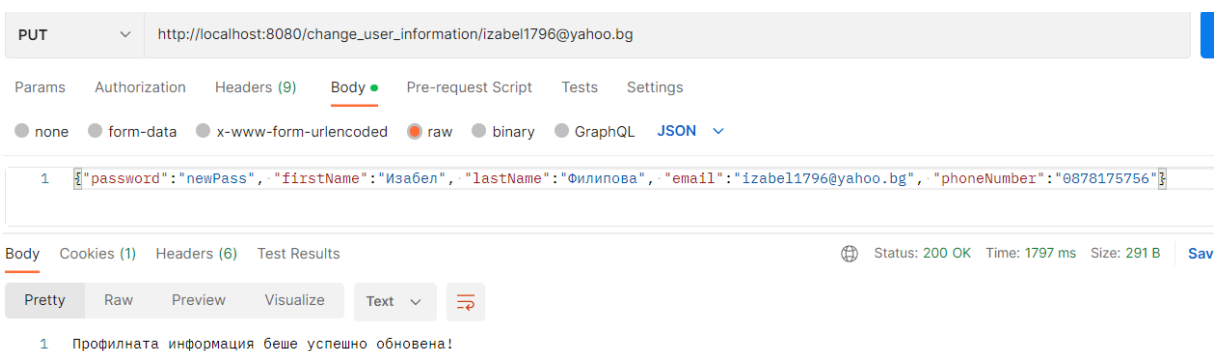 PUT http://localhost:8080/change_user_information/izabel1796@yahoo.bg
Params Authorization Headers (9) Body Pre-request Script Tests Settings
none form-data x-www-form-urlencoded raw binary GraphQL JSON
1 {"password":"newPass", "firstName":"Изабел", "lastName":"Филипова", "email":"izabel1796@yahoo.bg", "phoneNumber":"0878175756"}
Body Cookies (1) Headers (6) Test Results Status: 200 OK Time: 1797 ms Size: 291 B Sav
Pretty Raw Preview Visualize Text
1 Профилната информация беше успешно обновена!